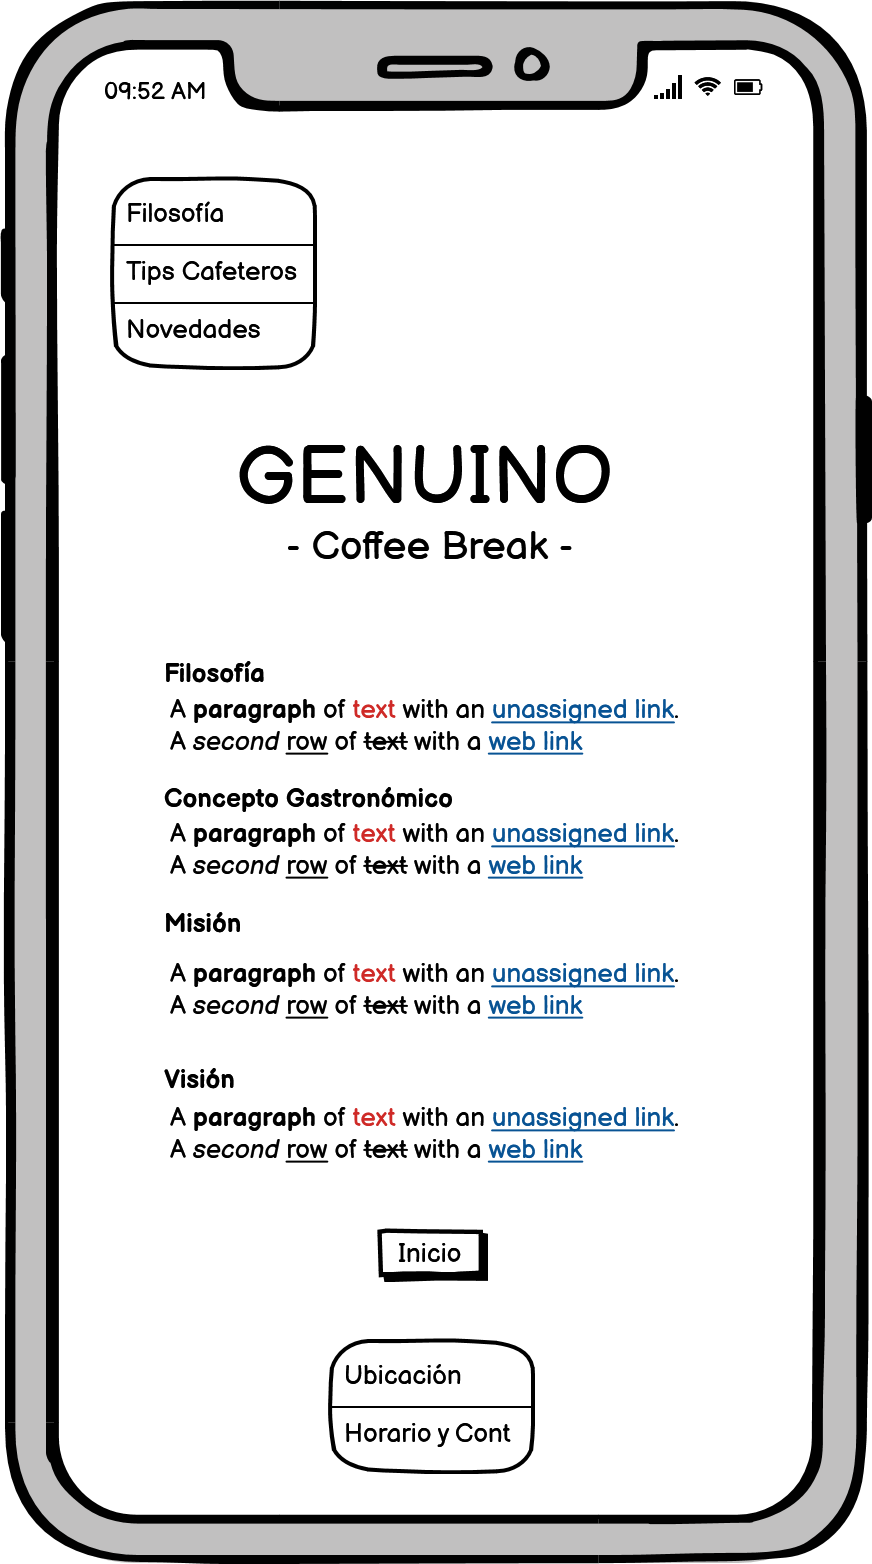 09:52 AM
Filosofía
Tips Cafeteros
Novedades
GENUINO
- Coffee Break -
Filosofía
A paragraph of text with an unassigned link.
A second row of text with a web link
Concepto Gastronómico
A paragraph of text with an unassigned link.
A second row of text with a web link
Misión
A paragraph of text with an unassigned link.
A second row of text with a web link
Visión
A paragraph of text with an unassigned link.
A second row of text with a web link
Inicio
Ubicación
Horario y Cont